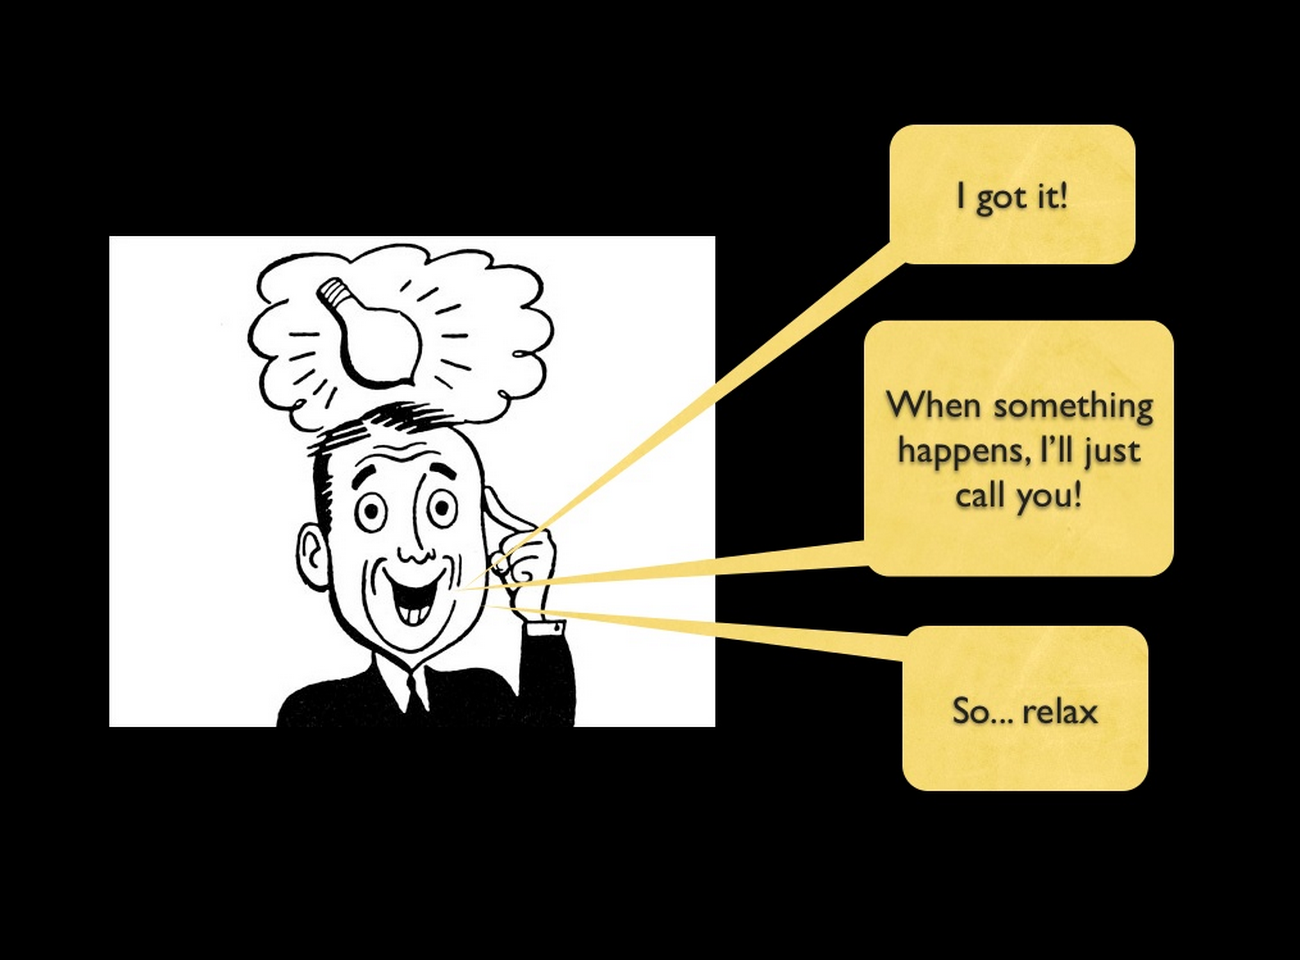 I got it!
When something
happens, I’ll just
call you!
So... relax